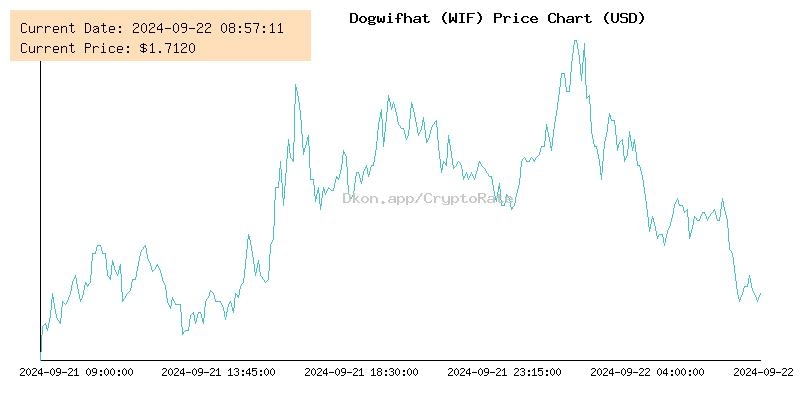 Dogwifhat (WIF) Price Chart (USD)
Current Date: 2024-09-22 08:57:11
Current Price: $1.7120
Dkon.app/CryptoRate
2024-09-21 09:00:00
2024-09-21 13:45:00
2024-09-21 18:30:00
2024-09-21 23:15:00
2024-09-22 04:00:00
2024-09-22